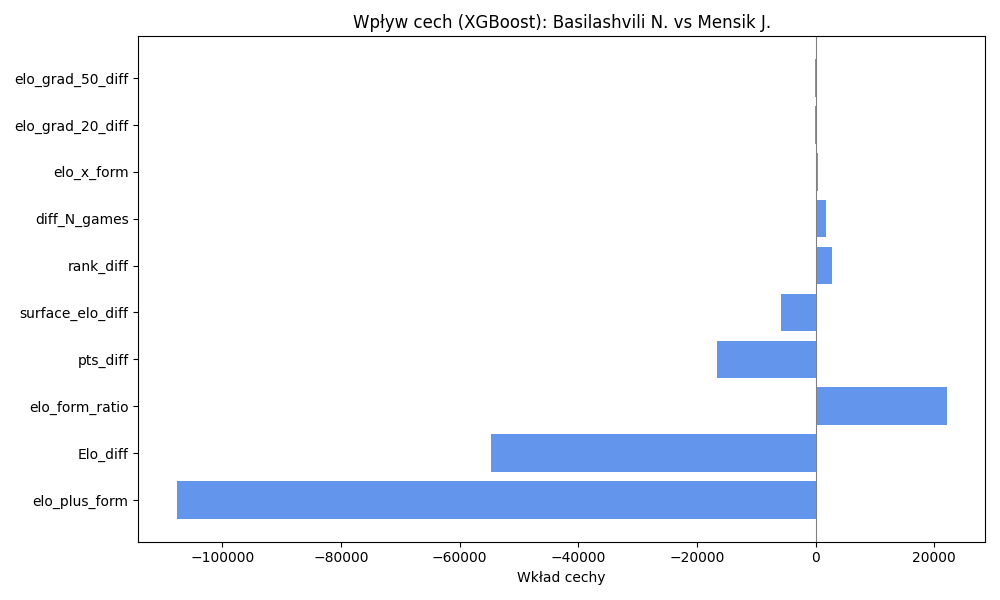 Wpływ cech (XGBoost): Basilashvili N. vs Mensik J.
elo_grad_50_diff
elo_grad_20_diff
elo_x_form
diff_N_games
rank_diff
surface_elo_diff
pts_diff
elo_form_ratio
Elo_diff
elo_plus_form
−100000 −80000 −60000 −40000 −20000 0 20000
Wkład cechy